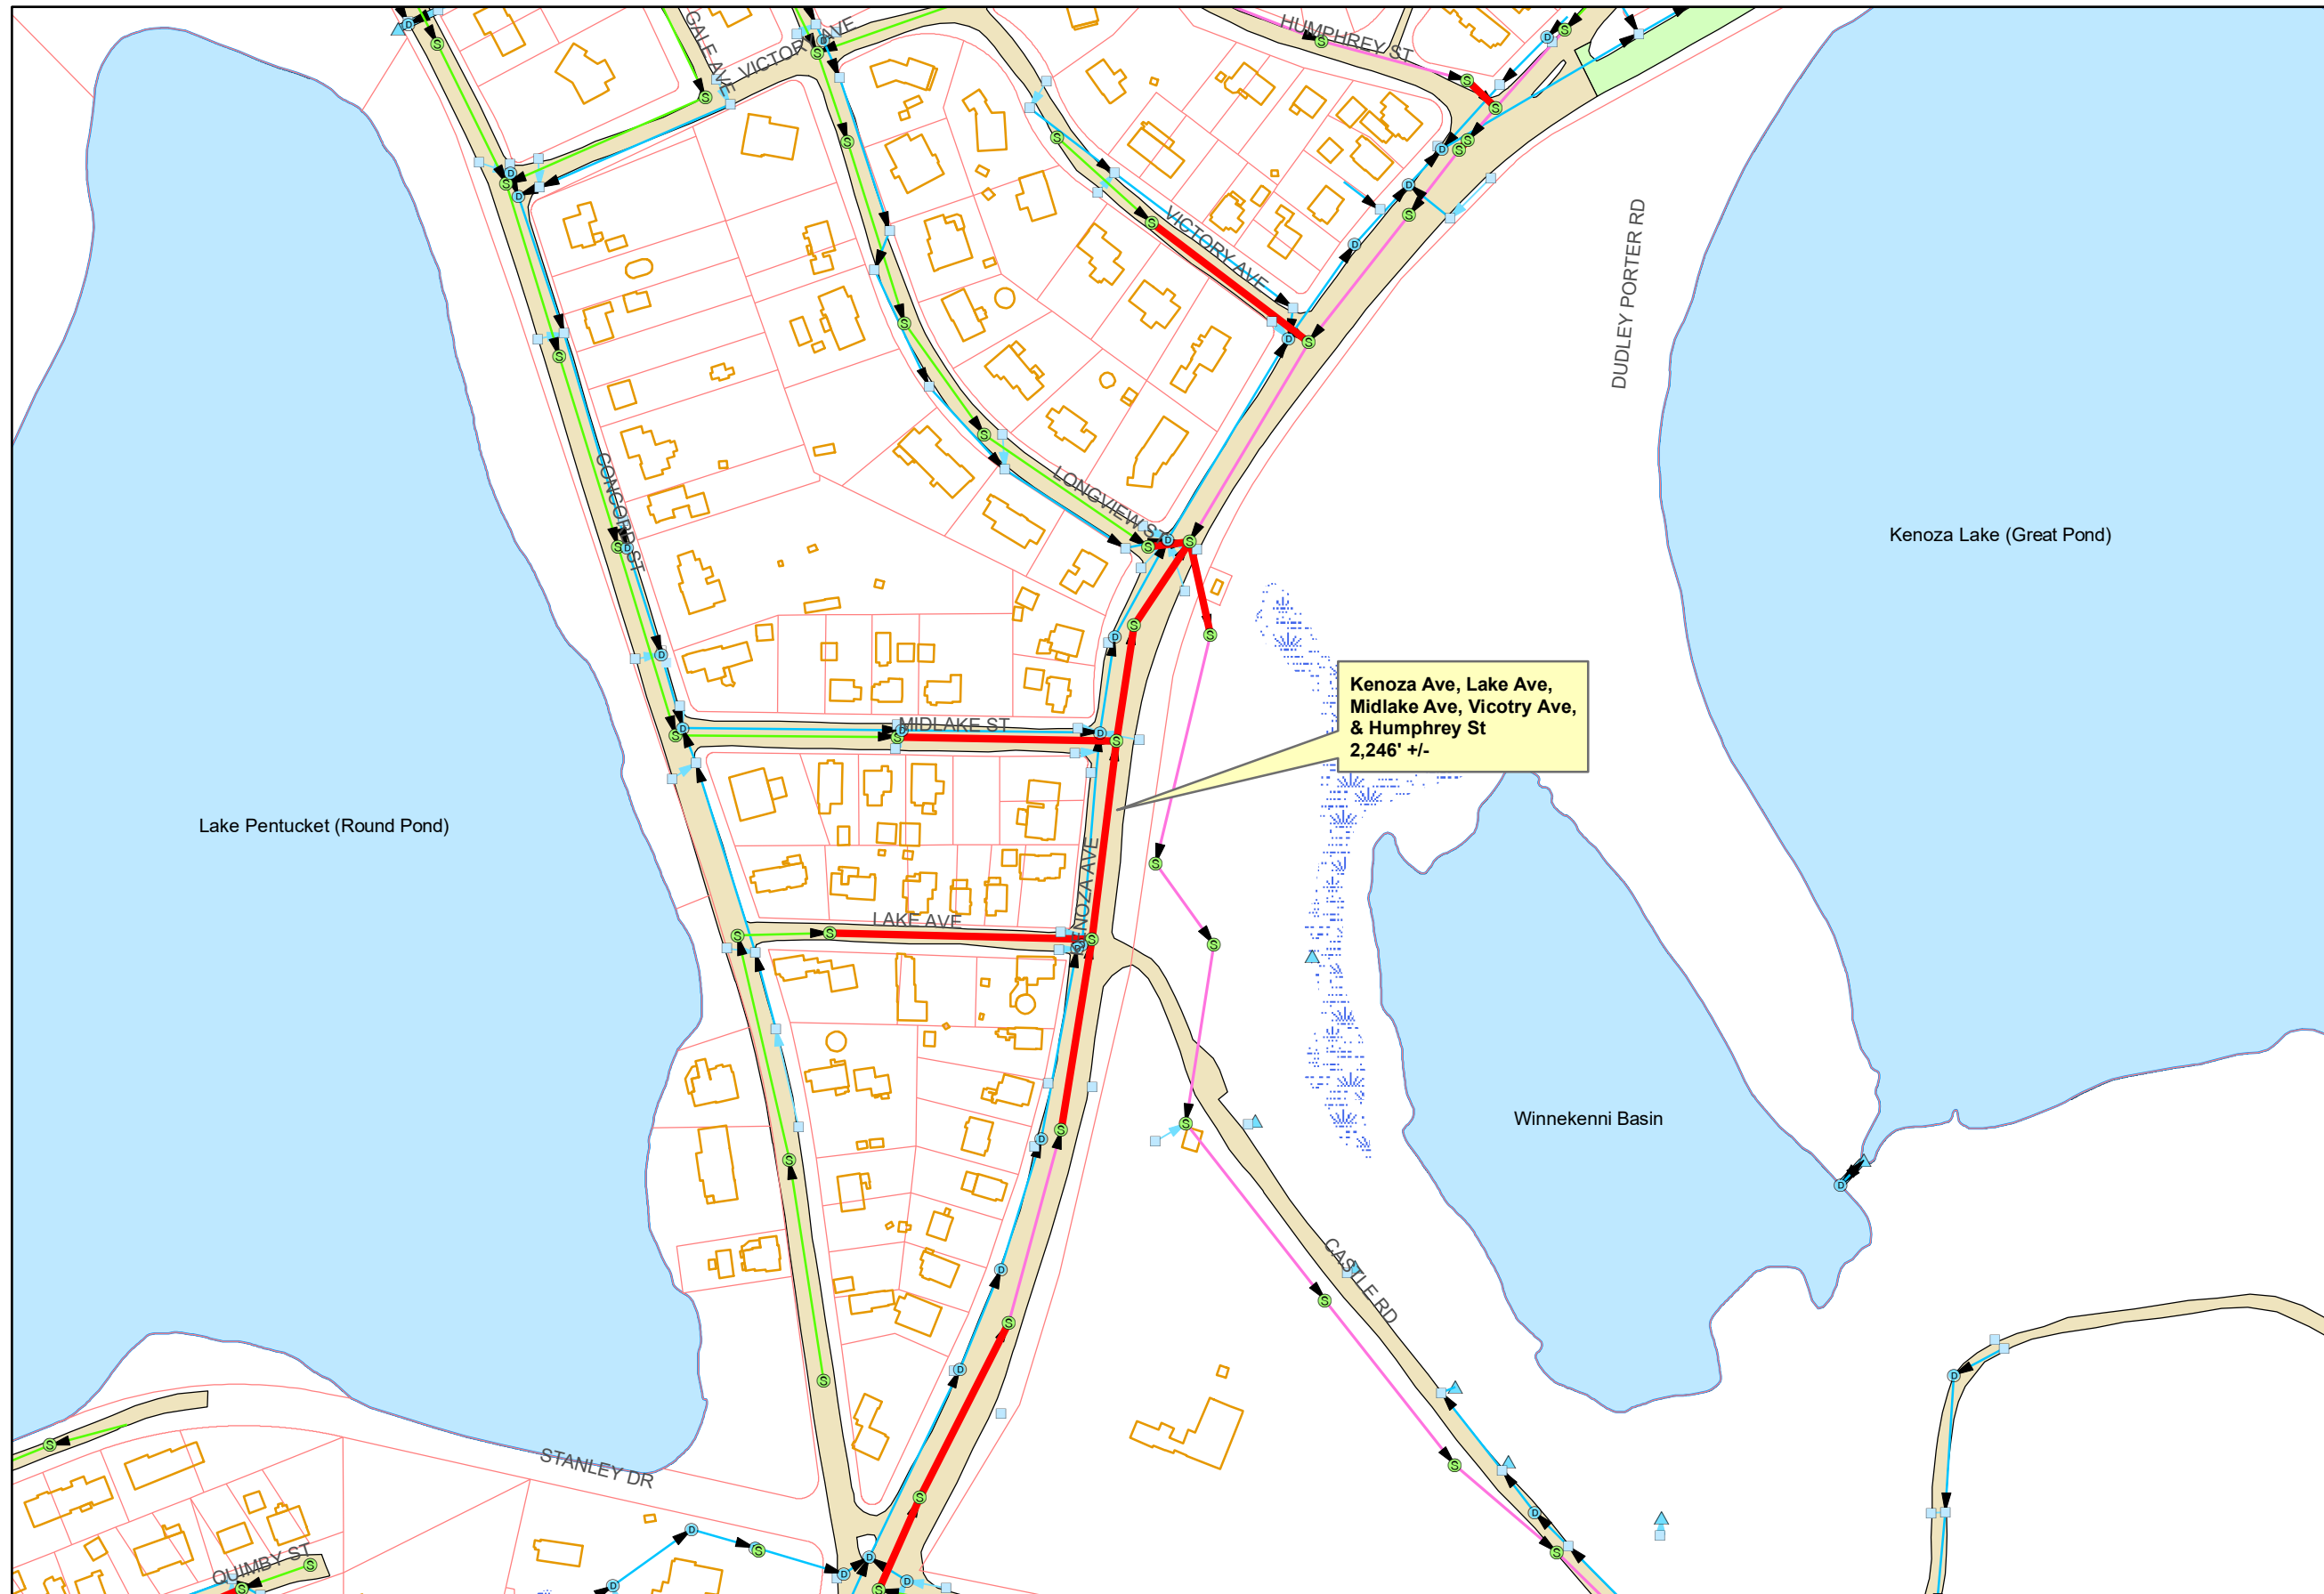 GALE AVE
VICTORY AVE
HUMPHREY ST
VICTORY AVE
DUDLEY PORTER RD
CONCORD ST
LONGVIEW ST
Kenoza Lake (Great Pond)
Kenoza Ave, Lake Ave,
Midlake Ave, Vicotry Ave,
& Humphrey St
2,246' +/-
MIDLAKE ST
Lake Pentucket (Round Pond)
KENOZA AVE
LAKE AVE
Winnekenni Basin
CASTLE RD
STANLEY DR
QUIMBY ST